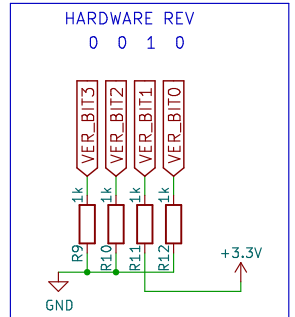 HARDWARE REV
0 0 1 0
VER_BIT3
VER_BIT2
VER_BIT1
VER_BIT0
1k
1k
1k
1k
R9
R10
R11
R12
+3.3V
GND